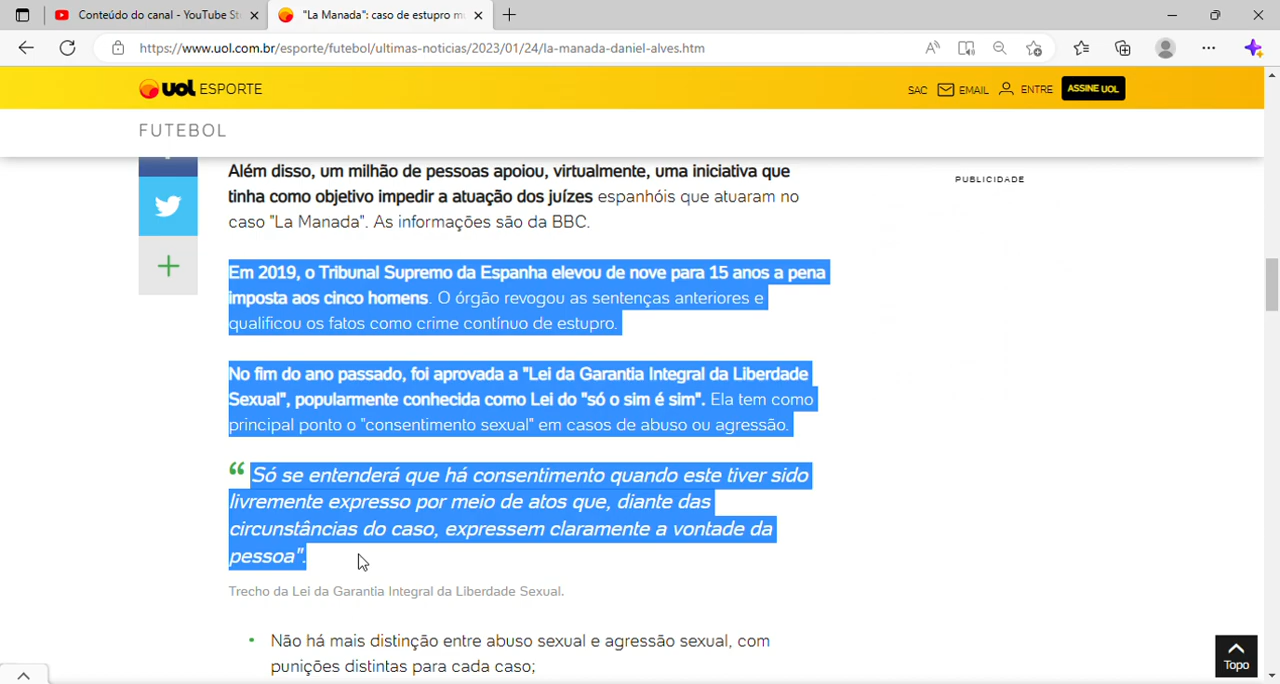 Conteúdo do canal - YouTube St
"La Manada": caso de estupro m
https://www.uol.com.br/esporte/futebol/ultimas-noticias/2023/01/24/la-manada-daniel-alves.htm
UOL ESPORTE
SAC EMAIL ENTRE ASSINE UOL
FUTEBOL
PUBLICIDADE
Além disso, um milhão de pessoas apoiou, virtualmente, uma iniciativa que
tinha como objetivo impedir a atuação dos juízes espanhóis que atuaram no
caso "La Manada". As informações são da BBC.
Em 2019, o Tribunal Supremo da Espanha elevou de nove para 15 anos a pena
imposta aos cinco homens. O órgão revogou as sentenças anteriores e
qualificou os fatos como crime contínuo de estupro.
No fim do ano passado, foi aprovada a "Lei da Garantia Integral da Liberdade
Sexual", popularmente conhecida como Lei do "só o sim é sim". Ela tem como
principal ponto o "consentimento sexual" em casos de abuso ou agressão.
“ Só se entenderá que há consentimento quando este tiver sido
livremente expresso por meio de atos que, diante das
circunstâncias do caso, expressem claramente a vontade da
pessoa".
Trecho da Lei da Garantia Integral da Liberdade Sexual.
• Não há mais distinção entre abuso sexual e agressão sexual, com
punições distintas para cada caso;
Topo